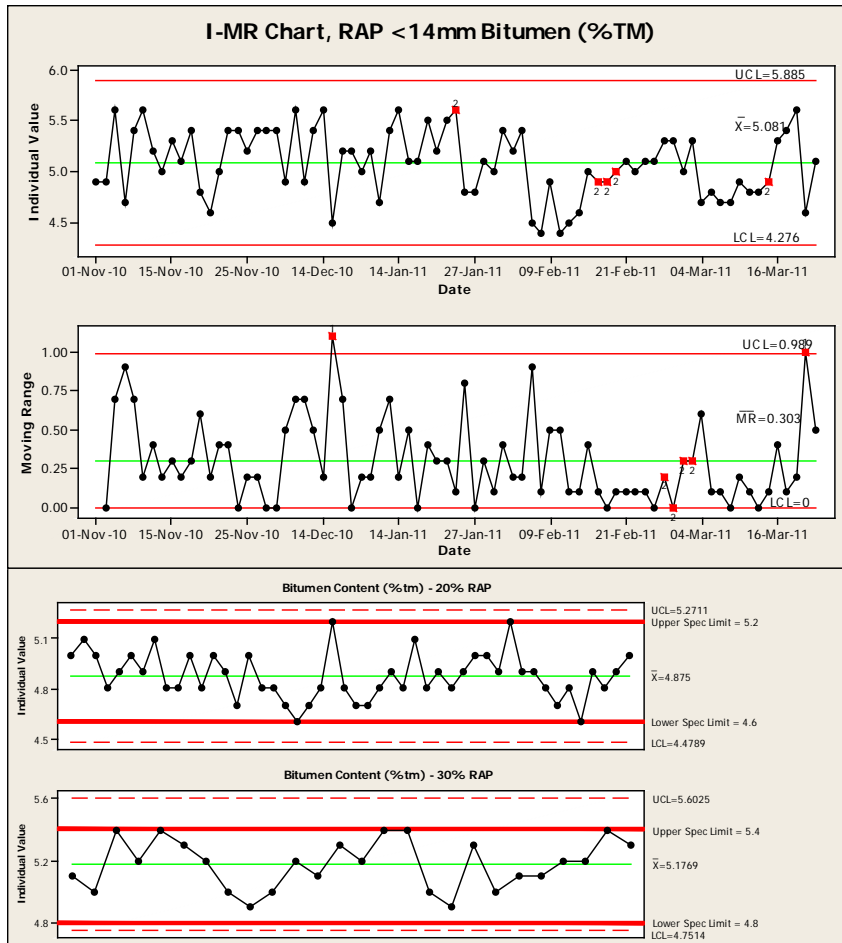 I-MR Chart, RAP <14mm Bitumen (%TM)
UCL=5.885
X=5.081
LCL=4.276
Individual Value
6.0
5.5
5.0
4.5
2
2 2
2
2
01-Nov-10 15-Nov-10 25-Nov-10 14-Dec-10 14-Jan-11 27-Jan-11 09-Feb-11 21-Feb-11 04-Mar-11 16-Mar-11
Date
UCL=0.989
MR=0.303
LCL=0
Moving Range
1.00
0.75
0.50
0.25
0.00
1
1
2
2
2 2
01-Nov-10 15-Nov-10 25-Nov-10 14-Dec-10 14-Jan-11 27-Jan-11 09-Feb-11 21-Feb-11 04-Mar-11 16-Mar-11
Date
Bitumen Content (%tm) - 20% RAP
Individual Value
5.1
4.8
4.5
UCL=5.2711
Upper Spec Limit = 5.2
X=4.875
Lower Spec Limit = 4.6
LCL=4.4789
Bitumen Content (%tm) - 30% RAP
Individual Value
5.6
5.2
4.8
UCL=5.6025
Upper Spec Limit = 5.4
X=5.1769
Lower Spec Limit = 4.8
LCL=4.7514